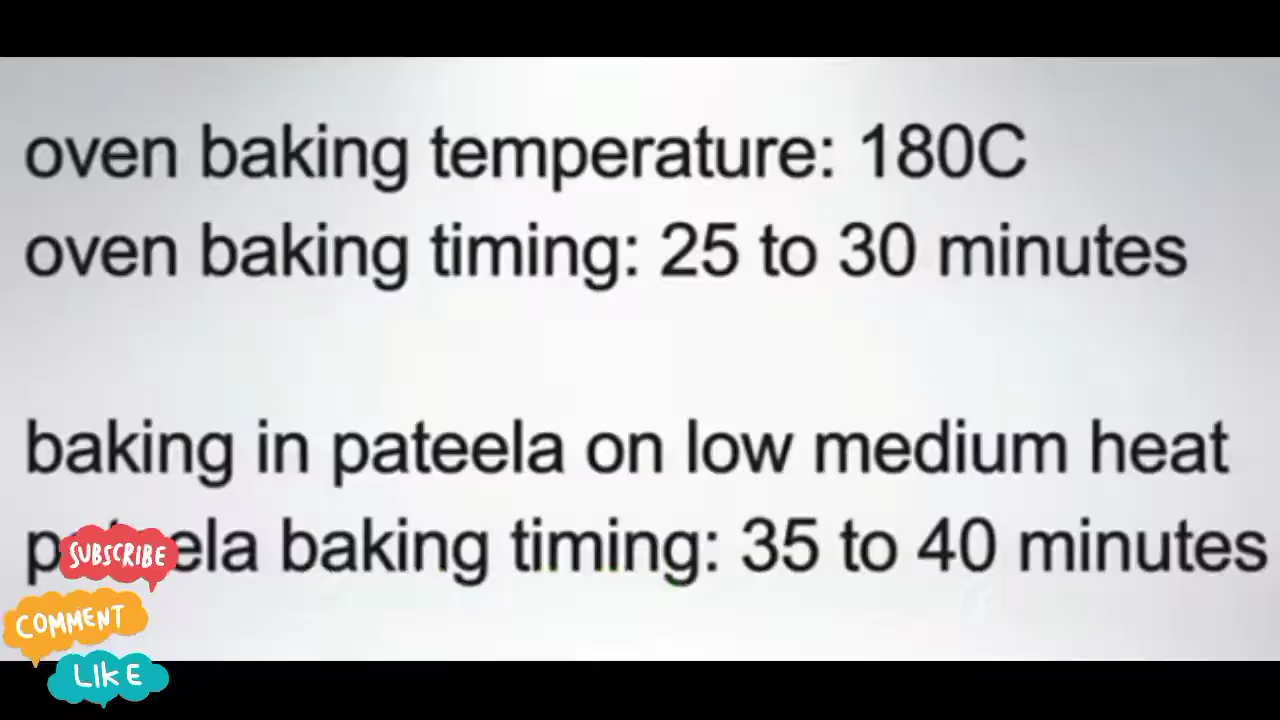 oven baking temperature: 180C
oven baking timing: 25 to 30 minutes
baking in pateela on low medium heat
pateela baking timing: 35 to 40 minutes
SUBSCRIBE
COMMENT
LIKE